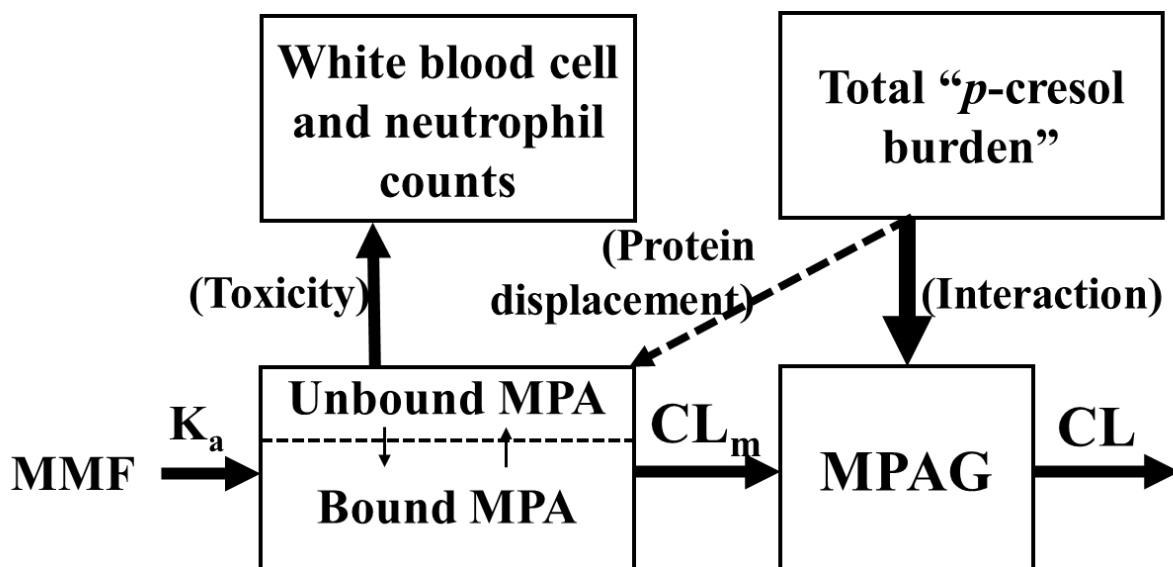 White blood cell
and neutrophil
counts
Total “p-cresol
burden”
(Toxicity)
(Protein
displacement)
(Interaction)
MMF
Ka
Unbound MPA
Bound MPA
CLm
MPAG
CL